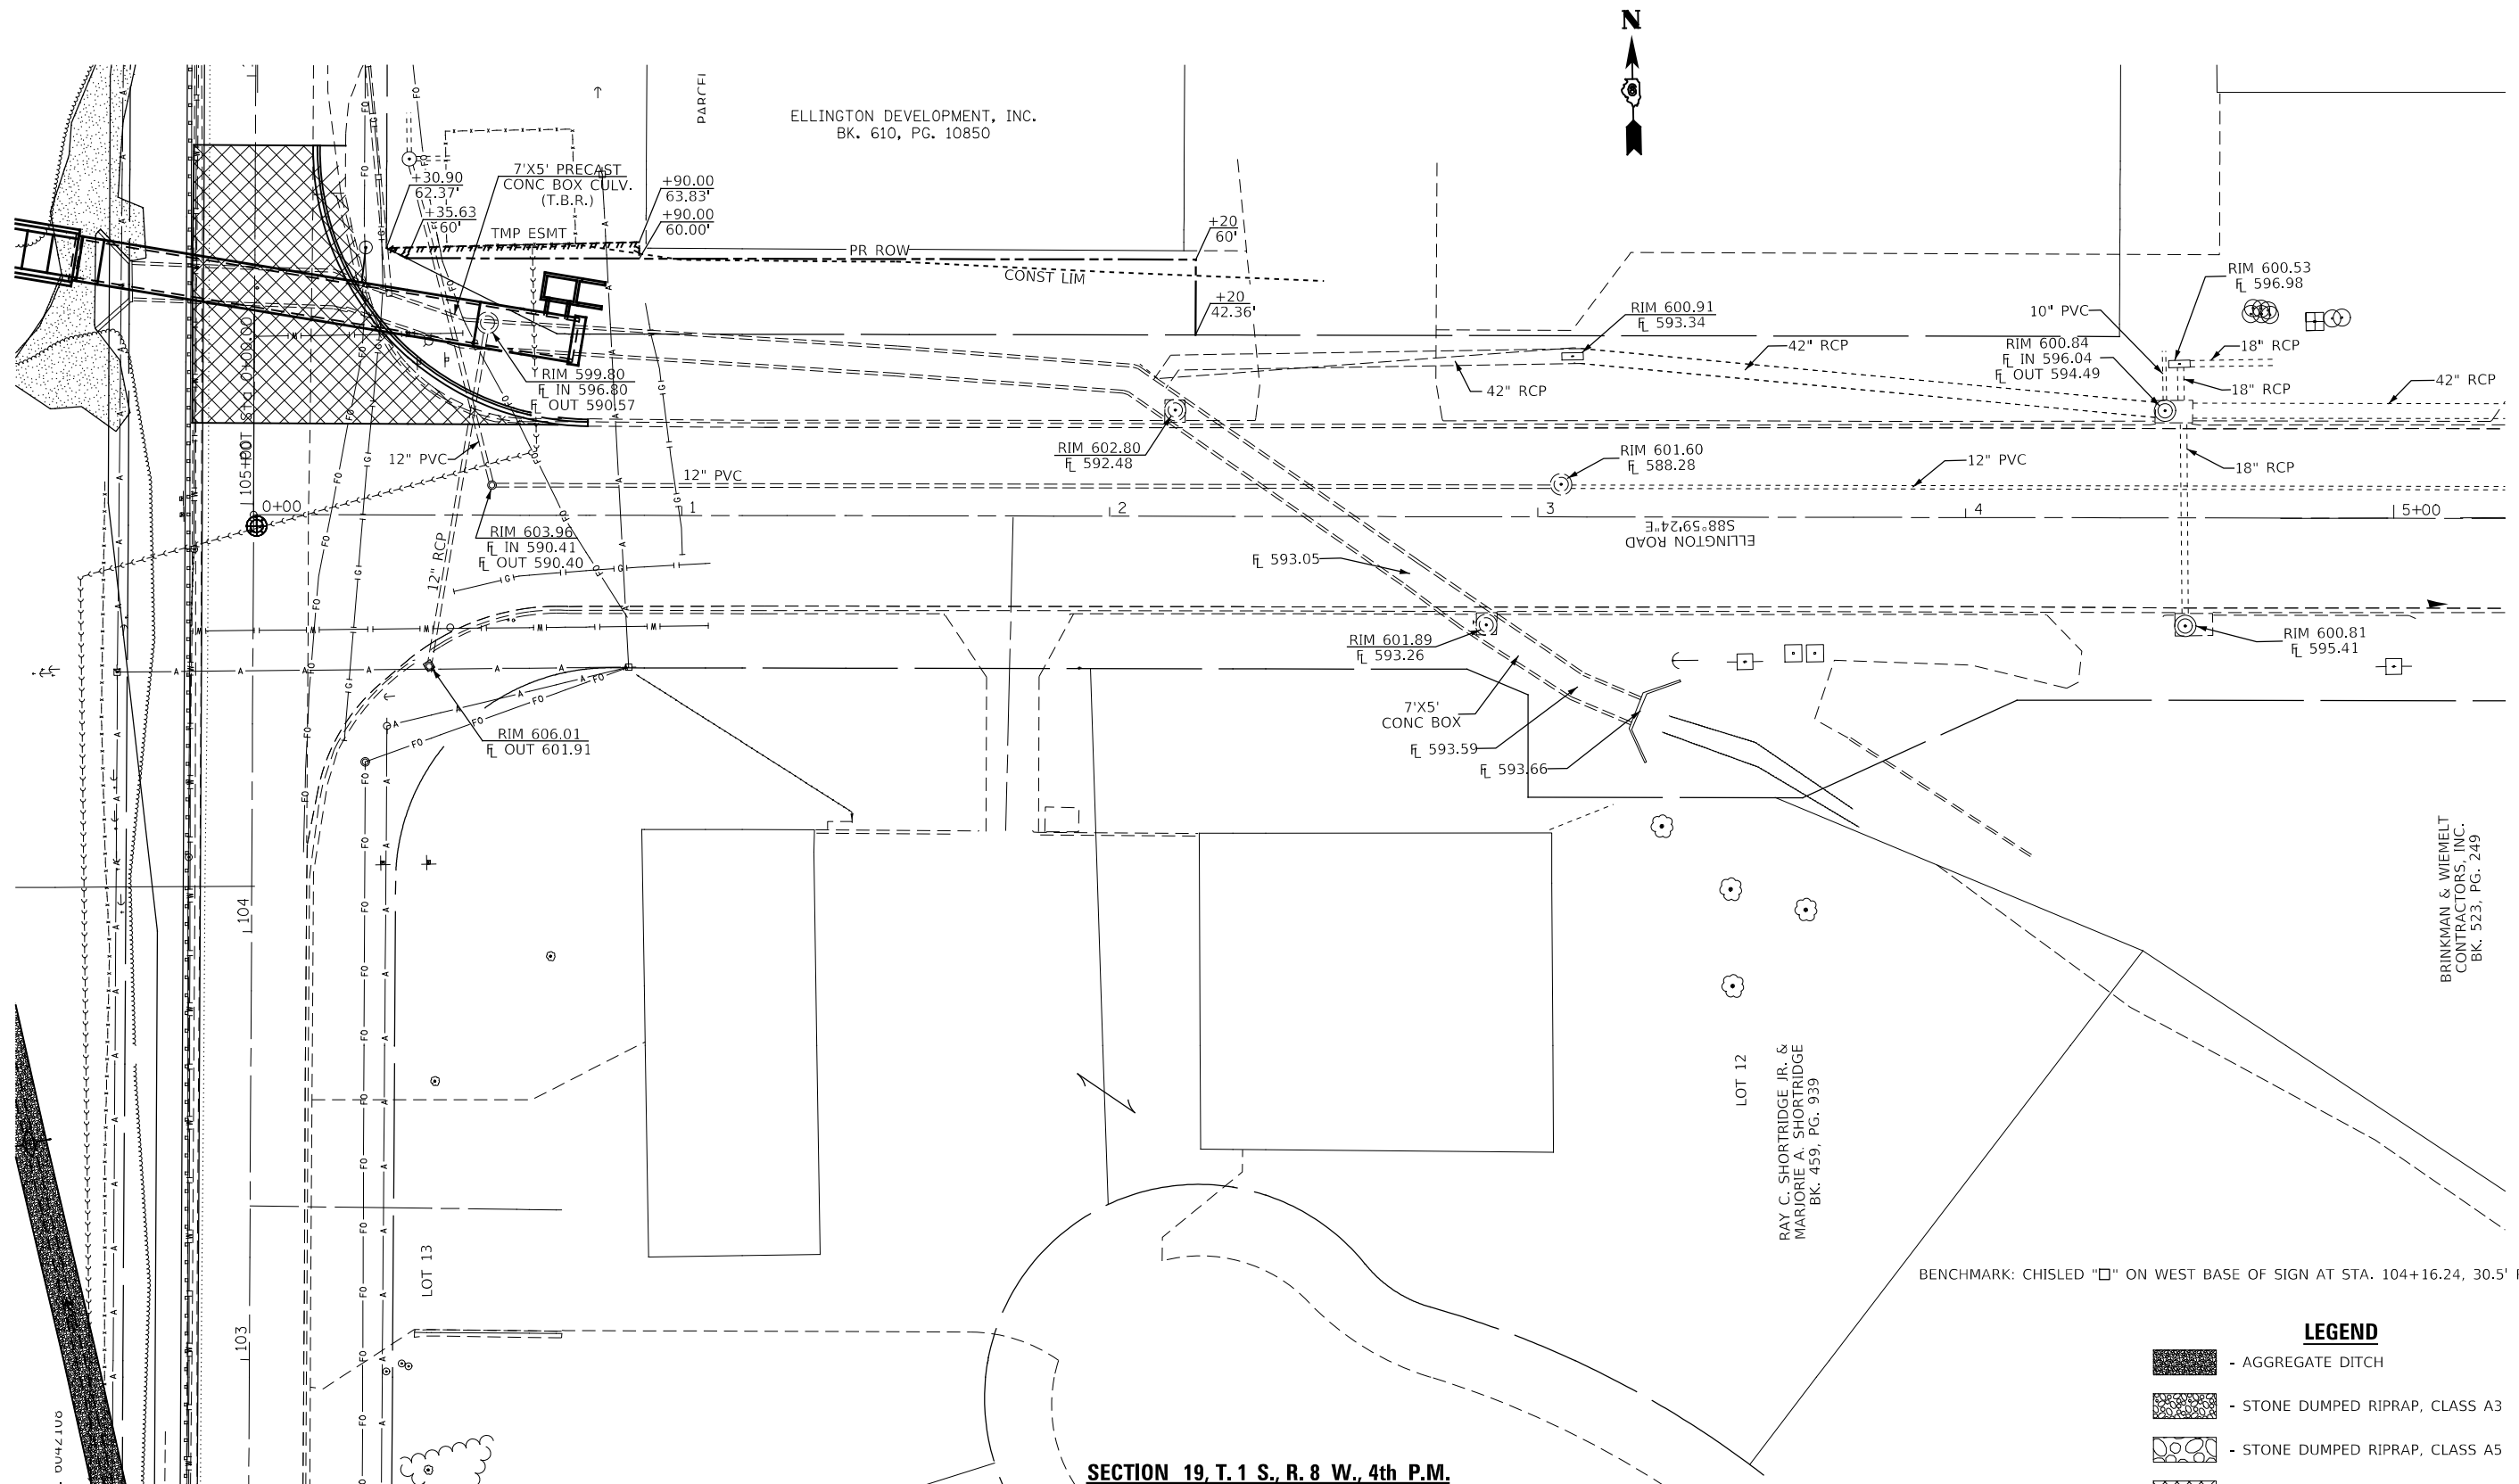 N
6
PARCEL
ELLINGTON DEVELOPMENT, INC.
BK. 610, PG. 10850
+30.90
62.37'
+35.63
60'
7'X5' PRECAST
CONC BOX CULV.
(T.B.R.)
+90.00
63.83'
+90.00
60.00'
TMP ESMT
PR ROW
CONST LIM
+20
60'
+20
42.36'
RIM 600.91
FL 593.34
42" RCP
42" RCP
10" PVC
RIM 600.53
FL 596.98
RIM 600.84
FL IN 596.04
FL OUT 594.49
18" RCP
18" RCP
42" RCP
18" RCP
RIM 599.80
FL IN 596.80
FL OUT 590.57
12" PVC
12" PVC
RIM 602.80
FL 592.48
RIM 601.60
FL 588.28
12" PVC
POT Sta 0+00.00
105+00
0+00
1
2
3
4
5+00
S88°59'24"E
ELLINGTON ROAD
RIM 603.96
FL IN 590.41
FL OUT 590.40
12" RCP
FL 593.05
RIM 601.89
FL 593.26
RIM 600.81
FL 595.41
7'X5'
CONC BOX
FL 593.59
FL 593.66
RIM 606.01
FL OUT 601.91
104
103
LOT 13
LOT 12
RAY C. SHORTRIDGE JR. &
MARJORIE A. SHORTRIDGE
BK. 459, PG. 939
BRINKMAN & WIEMELT
CONTRACTORS, INC.
BK. 523, PG. 249
BENCHMARK: CHISLED "□" ON WEST BASE OF SIGN AT STA. 104+16.24, 30.5'
LEGEND
- AGGREGATE DITCH
- STONE DUMPED RIPRAP, CLASS A3
- STONE DUMPED RIPRAP, CLASS A5
SECTION 19, T. 1 S., R. 8 W., 4th P.M.